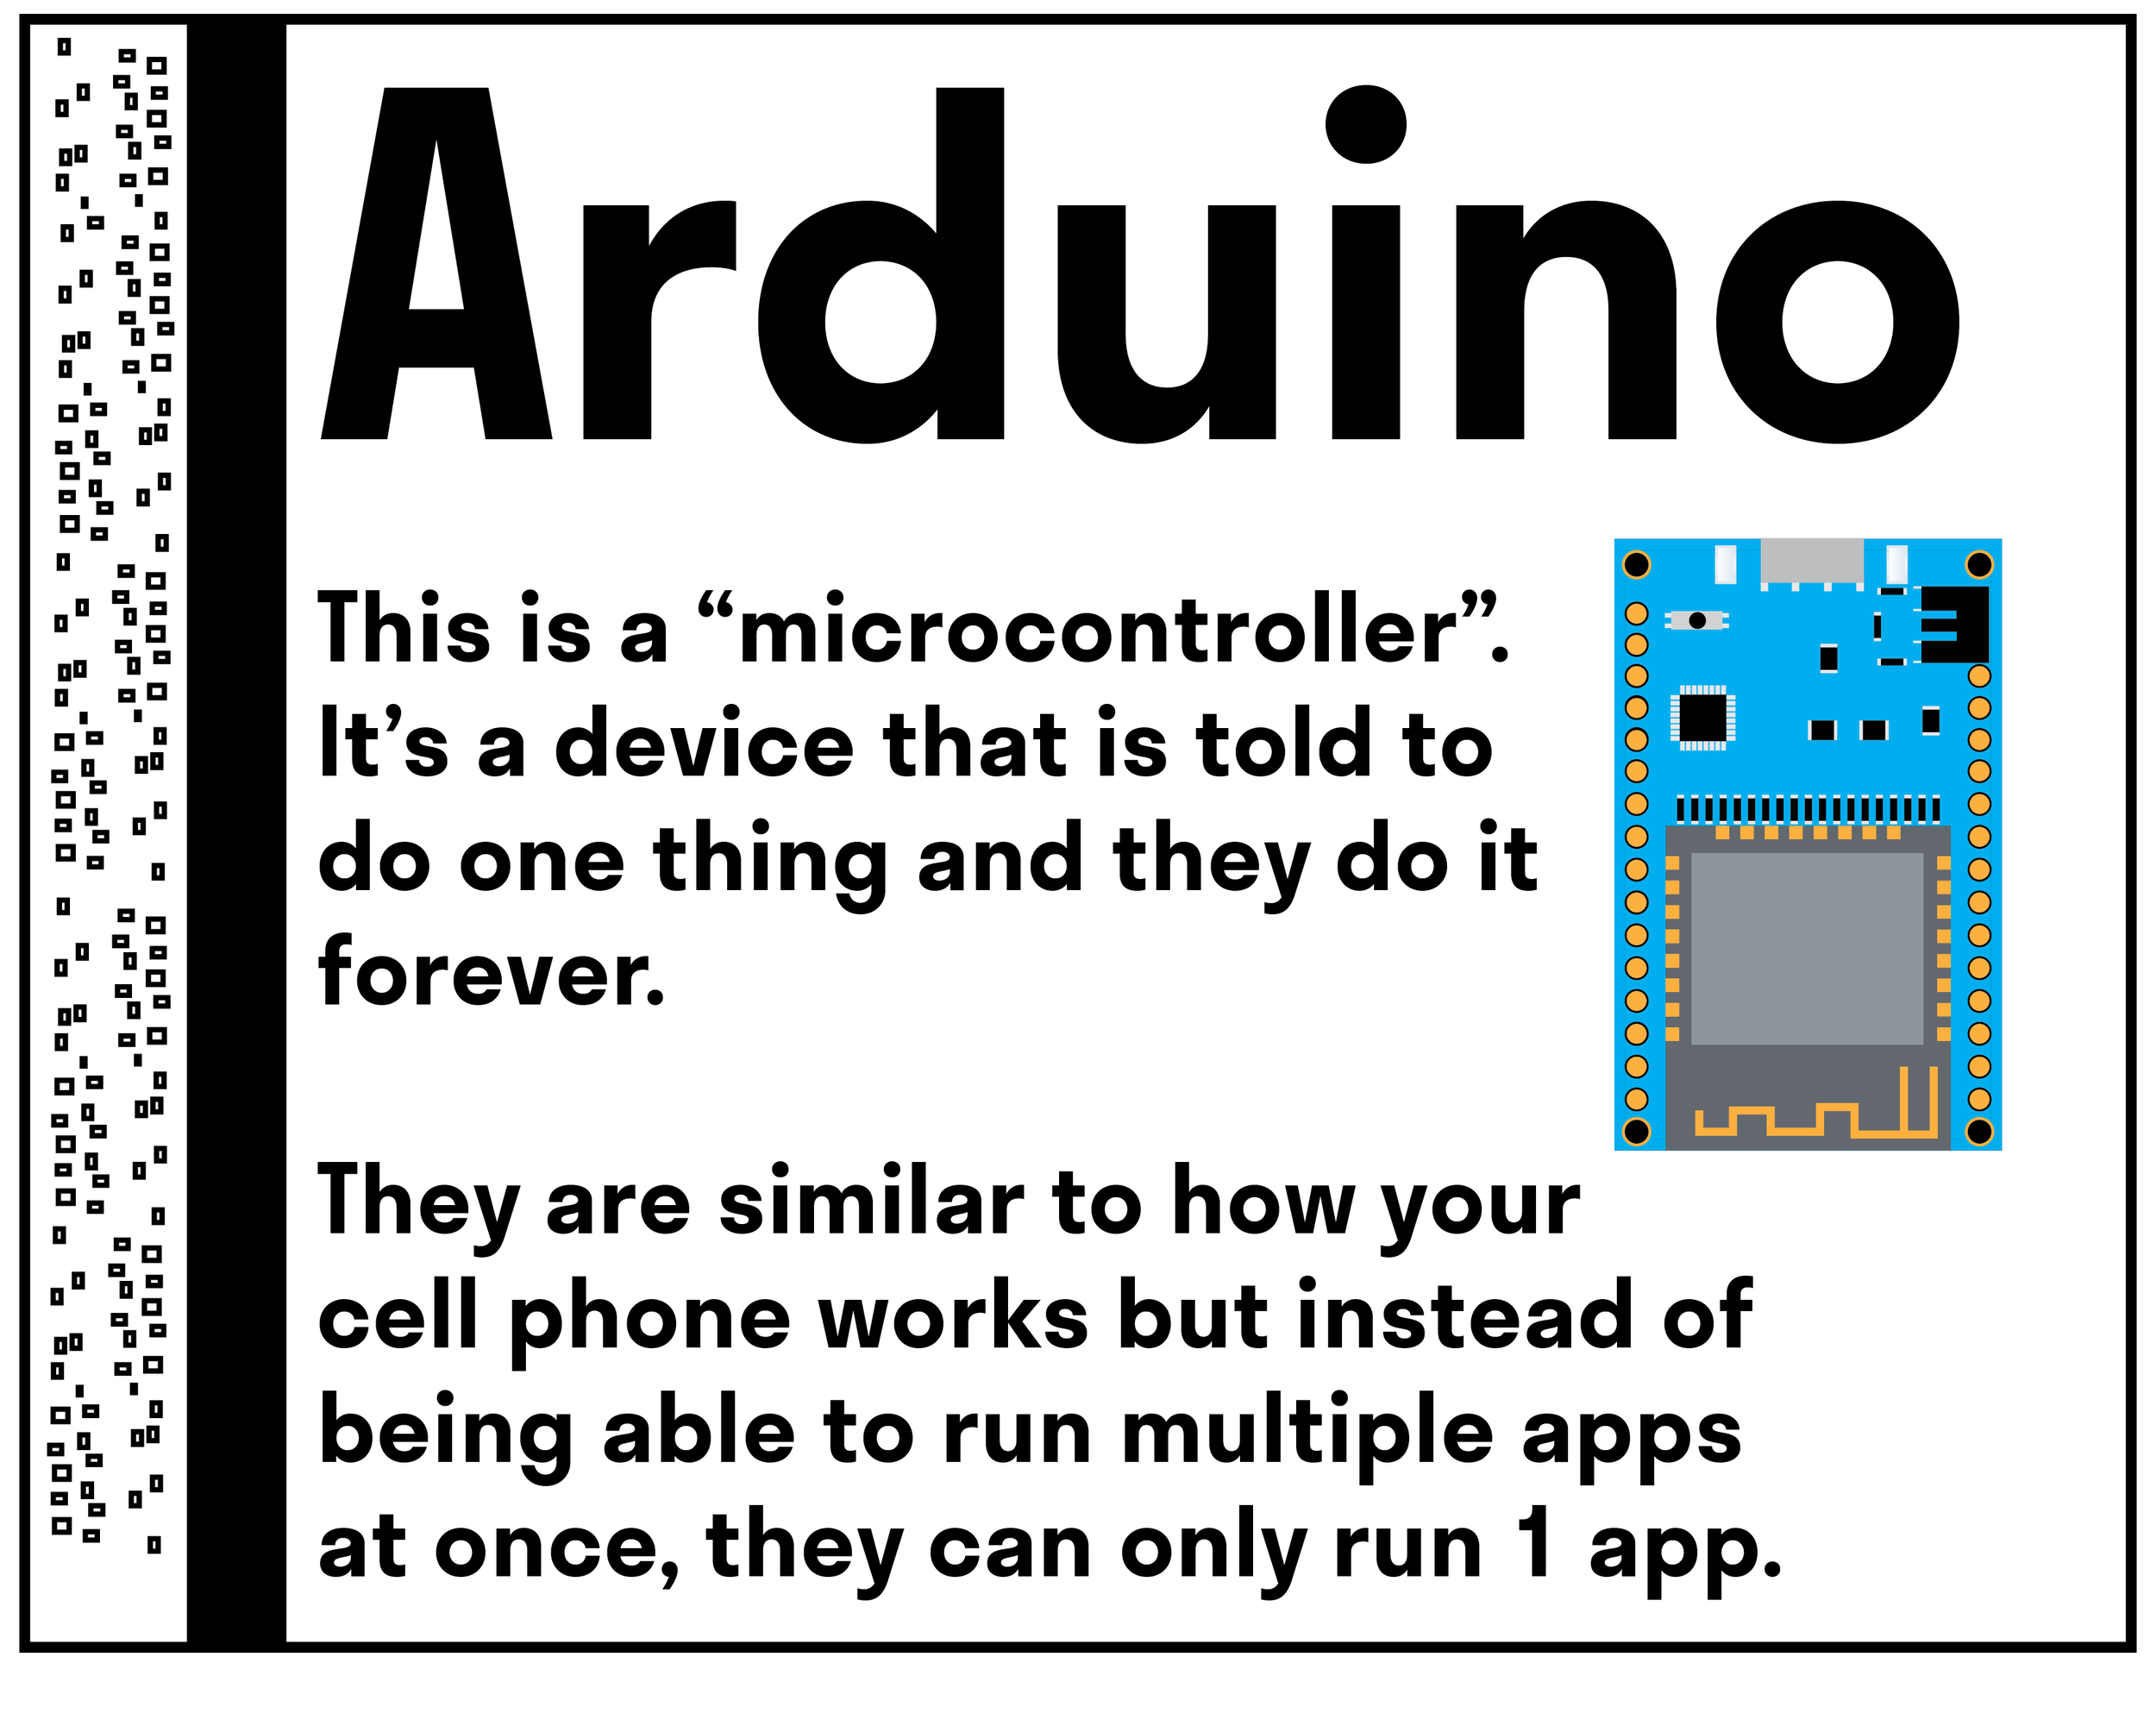 Arduino
This is a “microcontroller”.
It’s a device that is told to
do one thing and they do it
forever.
They are similar to how your
cell phone works but instead of
being able to run multiple apps
at once, they can only run 1 app.